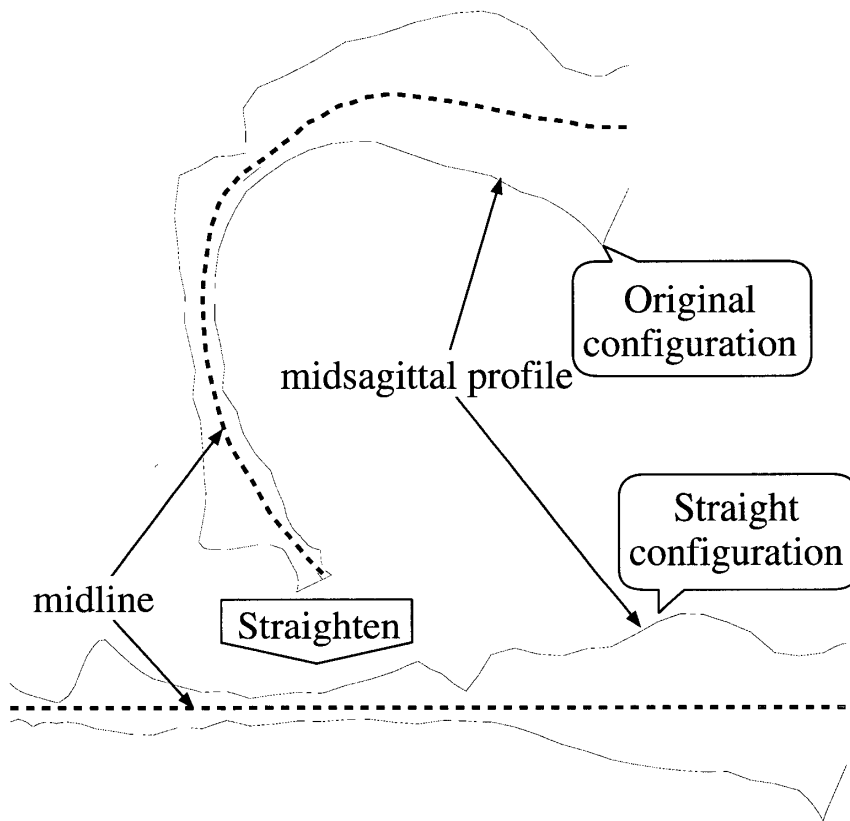 Original
configuration
midsagittal profile
Straight
configuration
midline
Straighten